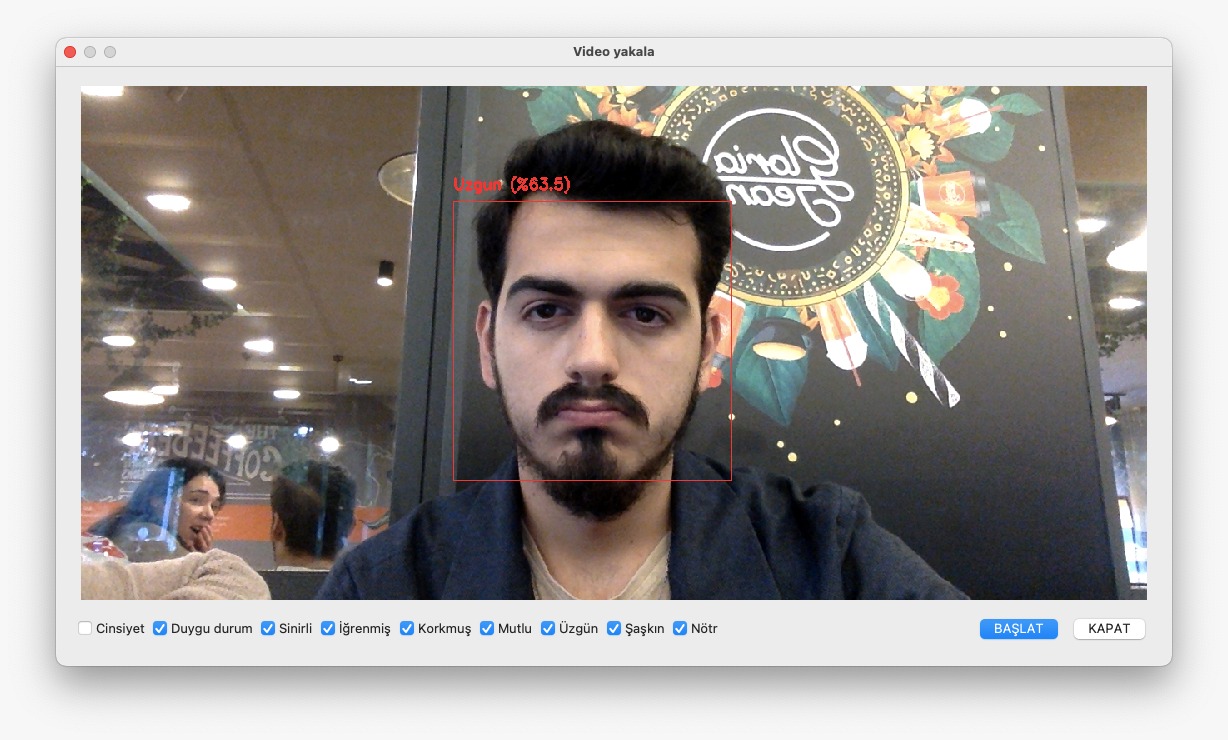 Video yakala
Gloria
Jean
Uzgun (%63.5)
COFFEE
Cinsiyet
Duygu durum
Sinirli
İğrenmiş
Korkmuş
Mutlu
Üzgün
Şaşkın
Nötr
BAŞLAT
KAPAT